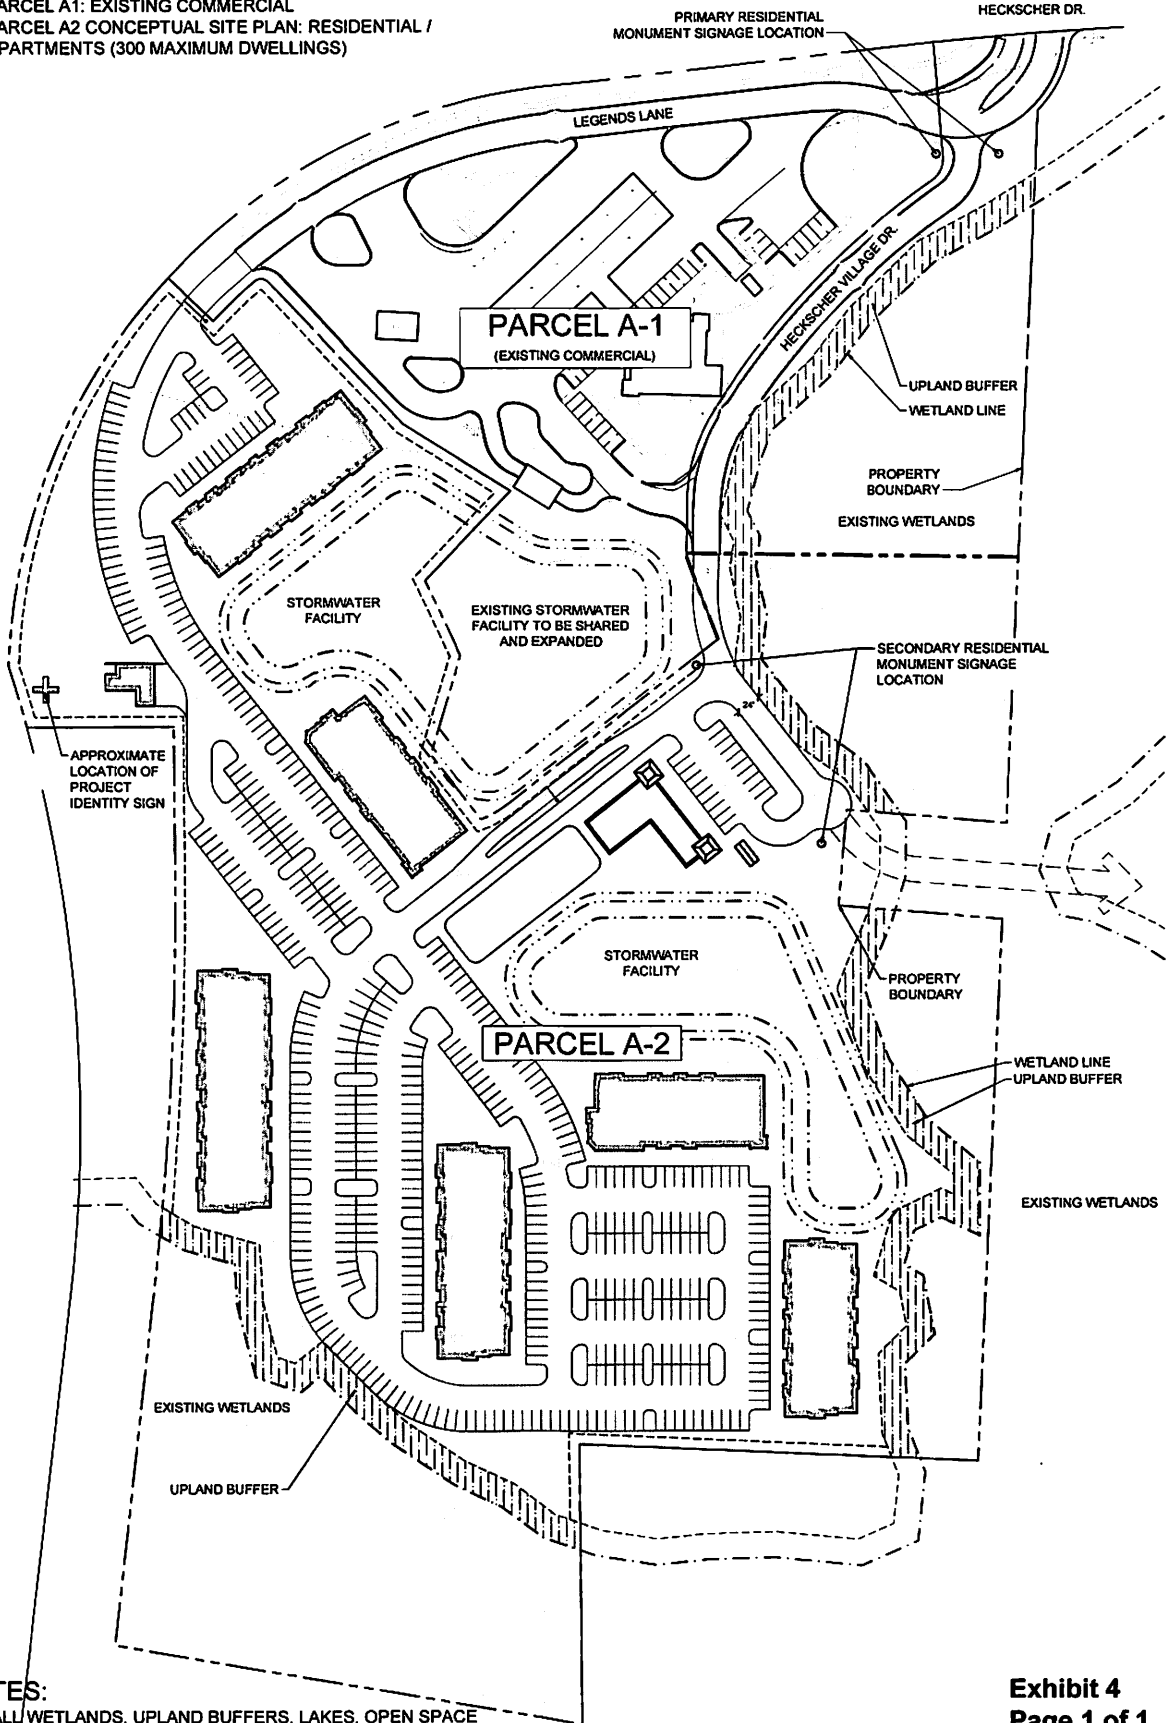 ARCEL A1: EXISTING COMMERCIAL
ARCEL A2 CONCEPTUAL SITE PLAN: RESIDENTIAL /
PARTMENTS (300 MAXIMUM DWELLINGS)
PRIMARY RESIDENTIAL
MONUMENT SIGNAGE LOCATION
HECKSCHER DR.
LEGENDS LANE
HECKSCHER VILLAGE DR.
PARCEL A-1
(EXISTING COMMERCIAL)
UPLAND BUFFER
WETLAND LINE
PROPERTY
BOUNDARY
EXISTING WETLANDS
STORMWATER
FACILITY
EXISTING STORMWATER
FACILITY TO BE SHARED
AND EXPANDED
SECONDARY RESIDENTIAL
MONUMENT SIGNAGE
LOCATION
24'
APPROXIMATE
LOCATION OF
PROJECT
IDENTITY SIGN
STORMWATER
FACILITY
PROPERTY
BOUNDARY
PARCEL A-2
WETLAND LINE
UPLAND BUFFER
EXISTING WETLANDS
EXISTING WETLANDS
UPLAND BUFFER
TES:
ALL WETLANDS, UPLAND BUFFERS, LAKES, OPEN SPACE
Exhibit 4
Page 1 of 1